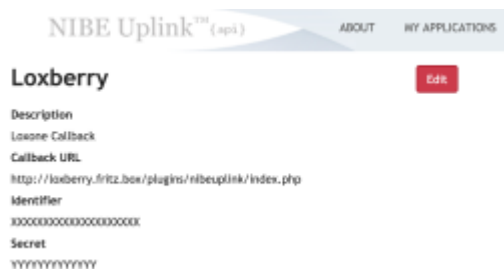 NIBE Uplink™{api} ABOUT MY APPLICATIONS
Loxberry Edit
Description
Loxone Callback
Callback URL
http://loxberry.fritz.box/plugins/nibeuplink/index.php
Identifier
XXXXXXXXXXXXXXXXXXXXX
Secret
YYYYYYYYYYYYY